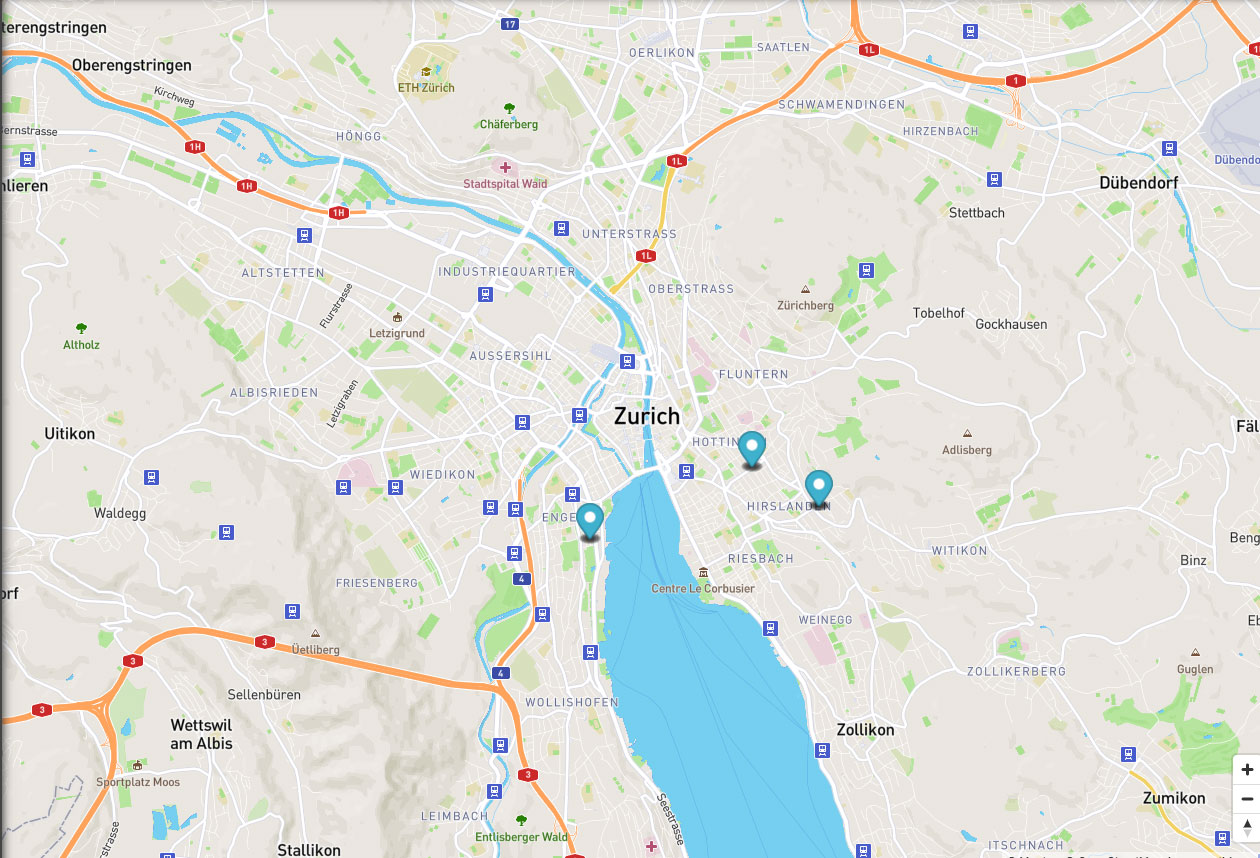 terengstringen
17
OERLIKON
SAATLEN
1L
Oberengstringen
ETH Zürich
1
Kirchweg
SCHWAMENDINGEN
Chäferberg
HÖNGG
HIRZENBACH
1H
1L
Stadtspital Waid
Dübendorf
1H
1H
Stettbach
UNTERSTRASS
1L
ALTSTETTEN
INDUSTRIEQUARTIER
OBERSTRASS
Flurstrasse
Zürichberg
Letzigrund
Tobelhof
Gockhausen
Altholz
AUSSERSIHL
FLUNTERN
ALBISRIEDEN
Letzigraben
Zurich
Uitikon
Adlisberg
WIEDIKON
Waldegg
HIRSLANDEN
WITIKON
RIESBACH
Binz
4
FRIESENBERG
Centre Le Corbusier
WEINEGG
3
Üetliberg
3
4
ZOLLIKERBERG
Guglen
Sellenbüren
WOLLISHOFEN
3
Wettswil
am Albis
Zollikon
3
Sportplatz Moos
Zumikon
Seestrasse
LEIMBACH
Entlisberger Wald
Stallikon
ITSCHNACH